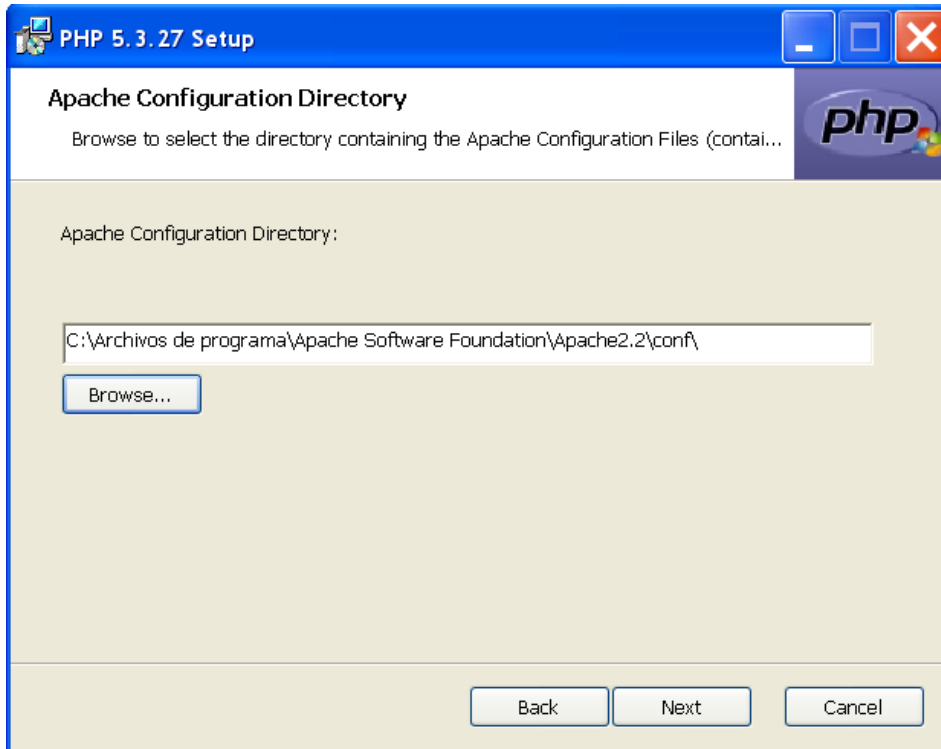 PHP 5.3.27 Setup
Apache Configuration Directory
Browse to select the directory containing the Apache Configuration Files (contai...
php
Apache Configuration Directory:
C:\Archivos de programa\Apache Software Foundation\Apache2.2\conf\
Browse...
Back Next Cancel